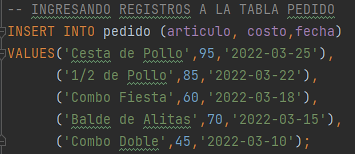 -- INGRESANDO REGISTROS A LA TABLA PEDIDO
INSERT INTO pedido (articulo, costo,fecha)
VALUES('Cesta de Pollo',95,'2022-03-25'),
('1/2 de Pollo',85,'2022-03-22'),
('Combo Fiesta',60,'2022-03-18'),
('Balde de Alitas',70,'2022-03-15'),
('Combo Doble',45,'2022-03-10');